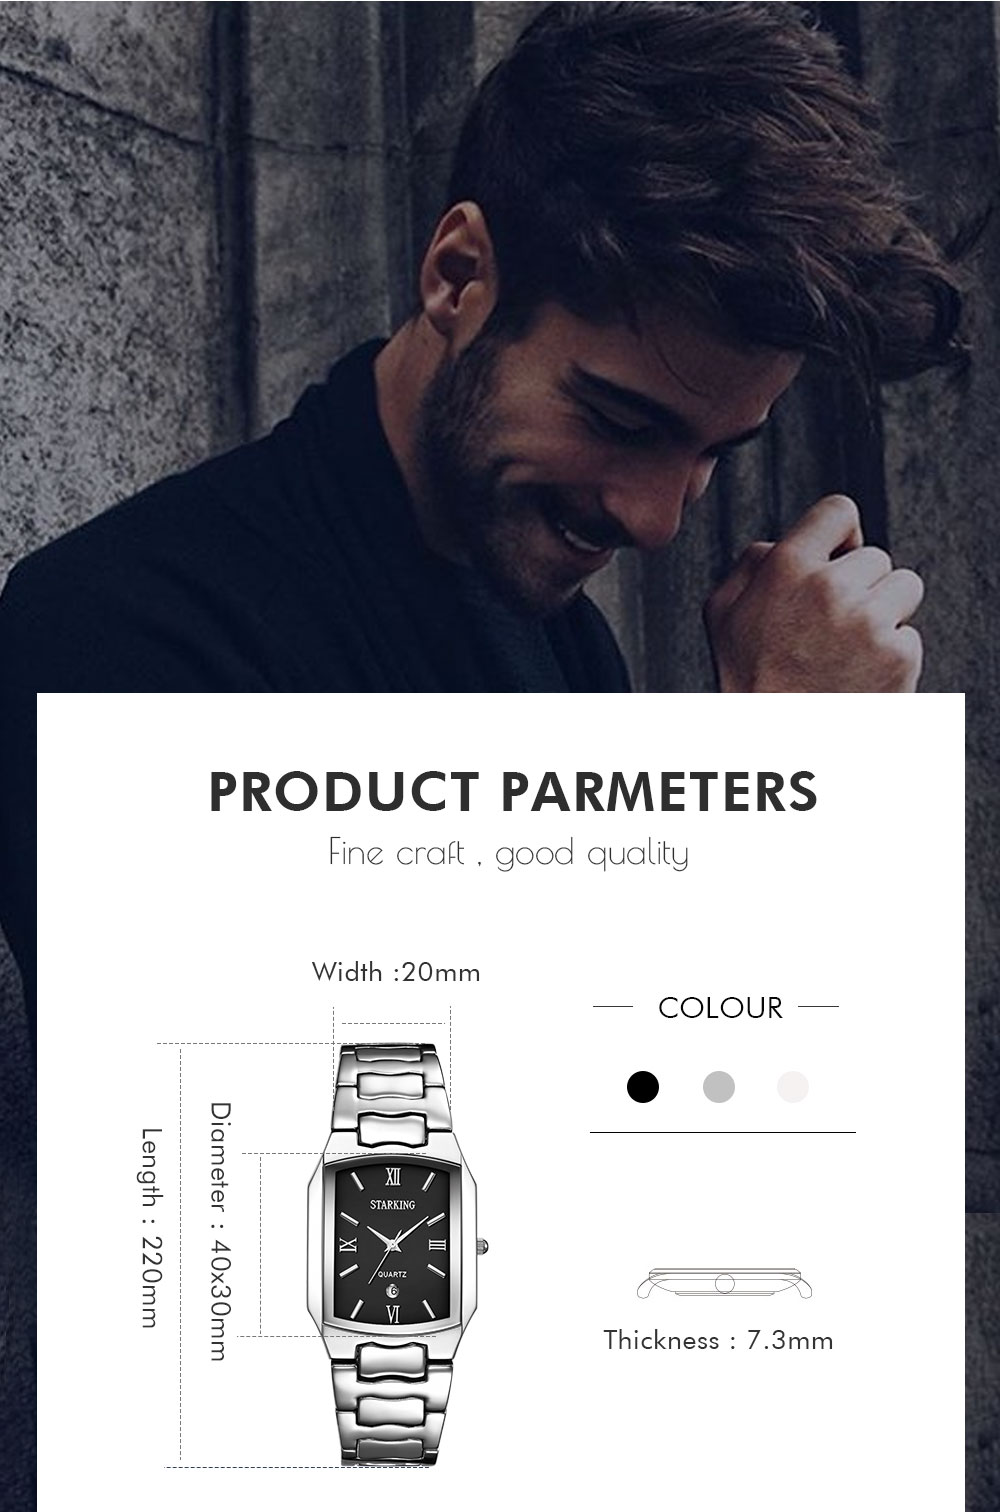 PRODUCT PARMETERS
Fine craft , good quality
Width :20mm
COLOUR
Diameter : 40x30mm
Length : 220mm
XII
STARKING
IX
III
QUARTZ
6
VI
Thickness : 7.3mm